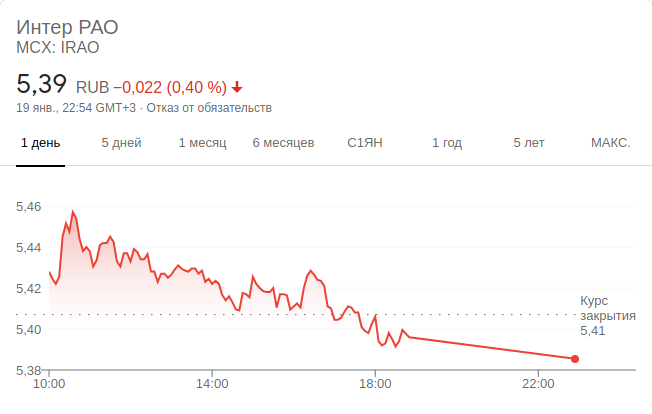 Интер РАО
MCX: IRAO
5,39 RUB −0,022 (0,40 %)
19 янв., 22:54 GMT+3 · Отказ от обязательств
1 день 5 дней 1 месяц 6 месяцев С1ЯН 1 год 5 лет МАКС.
5,46
5,44
5,42
5,40
5,38
Курс
закрытия
5,41
10:00 14:00 18:00 22:00